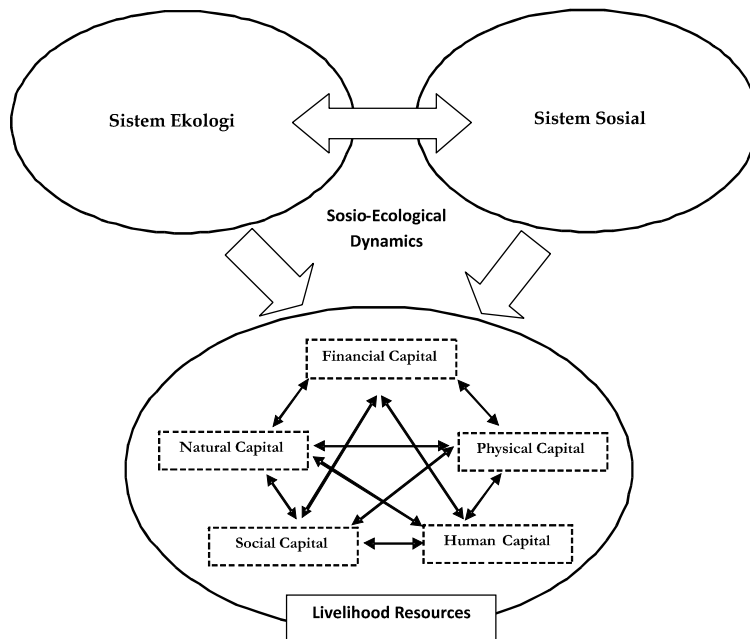 Sistem Ekologi
Sistem Sosial
Sosio-Ecological
Dynamics
Financial Capital
Natural Capital
Physical Capital
Social Capital
Human Capital
Livelihood Resources